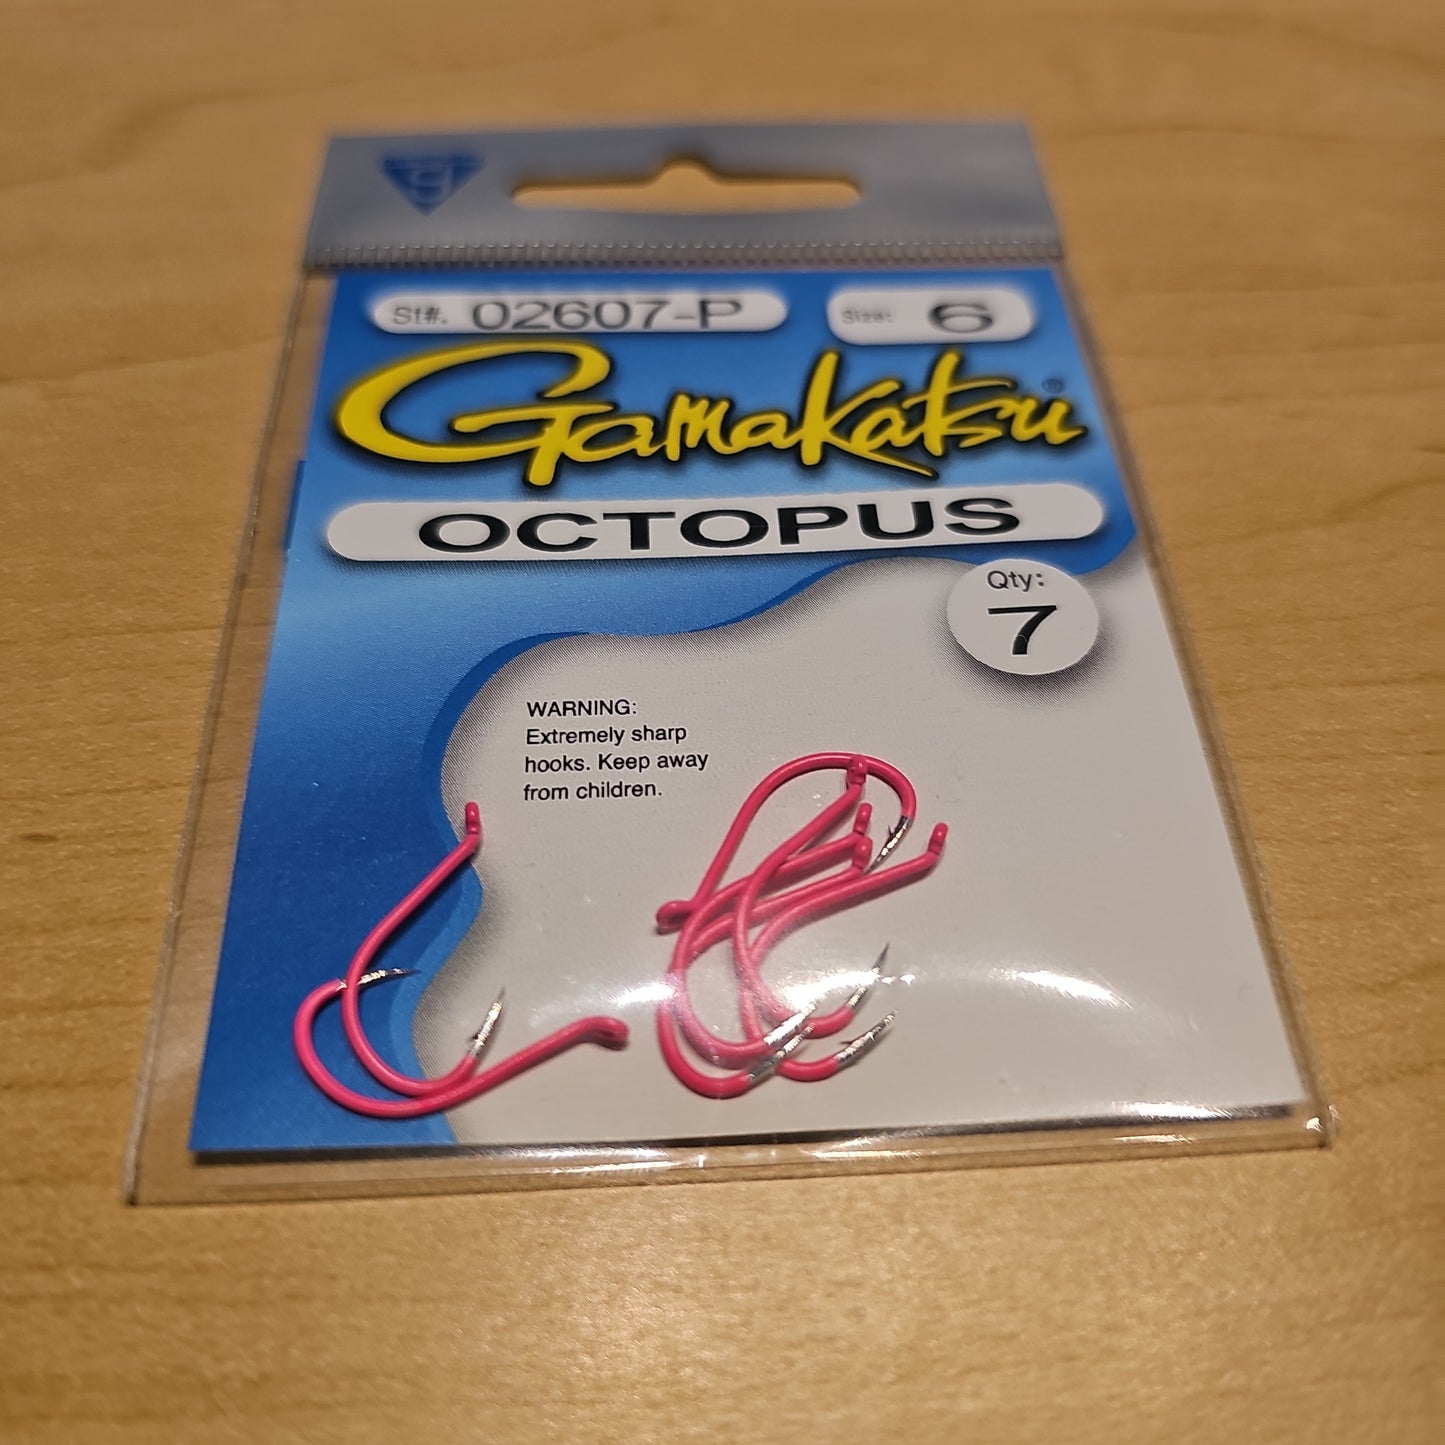 St#. 02607-P Size: 6
Gamakatsu®
OCTOPUS
Qty:
7
WARNING:
Extremely sharp
hooks. Keep away
from children.